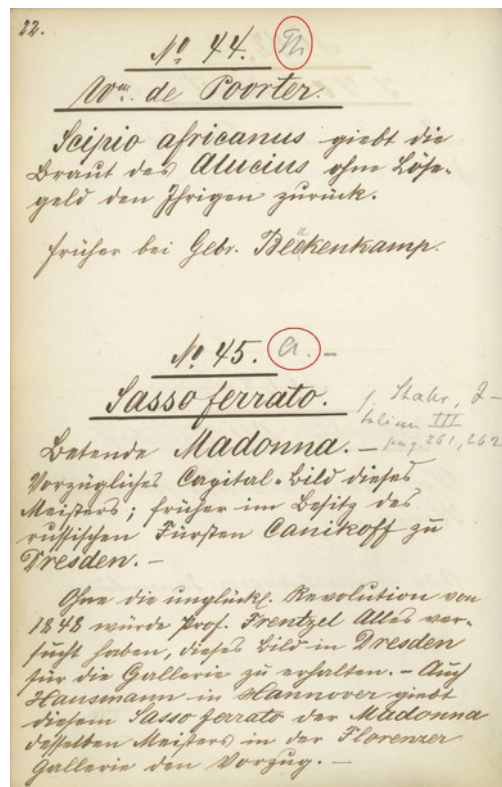 22.
No 44. Th
Wm. de Poorter.
Scipio africanus giebt die
Braut des Alucius ohne Löse-
geld den Ihrigen zurück.
früher bei Gebr. Beckenkamp.
No 45. a. -
Sasso ferrato.
f. Stahr, I-
talien III
pag. 261, 262
Betende Madonna. -
Vorzügliches Capital-Bild dieses
Meisters; früher im Besitz des
russischen Fürsten Canikoff zu
Dresden. -
Ohne die unglückl. Revolution von
1848 würde Prof. Frentzel Alles ver-
sucht haben, dieses Bild in Dresden
für die Gallerie zu erhalten. - Auch
Hausmann in Hannover giebt
diesem Sasso ferrato der Madonna
desselben Meisters in der Florenzer
Gallerie den Vorzug. -